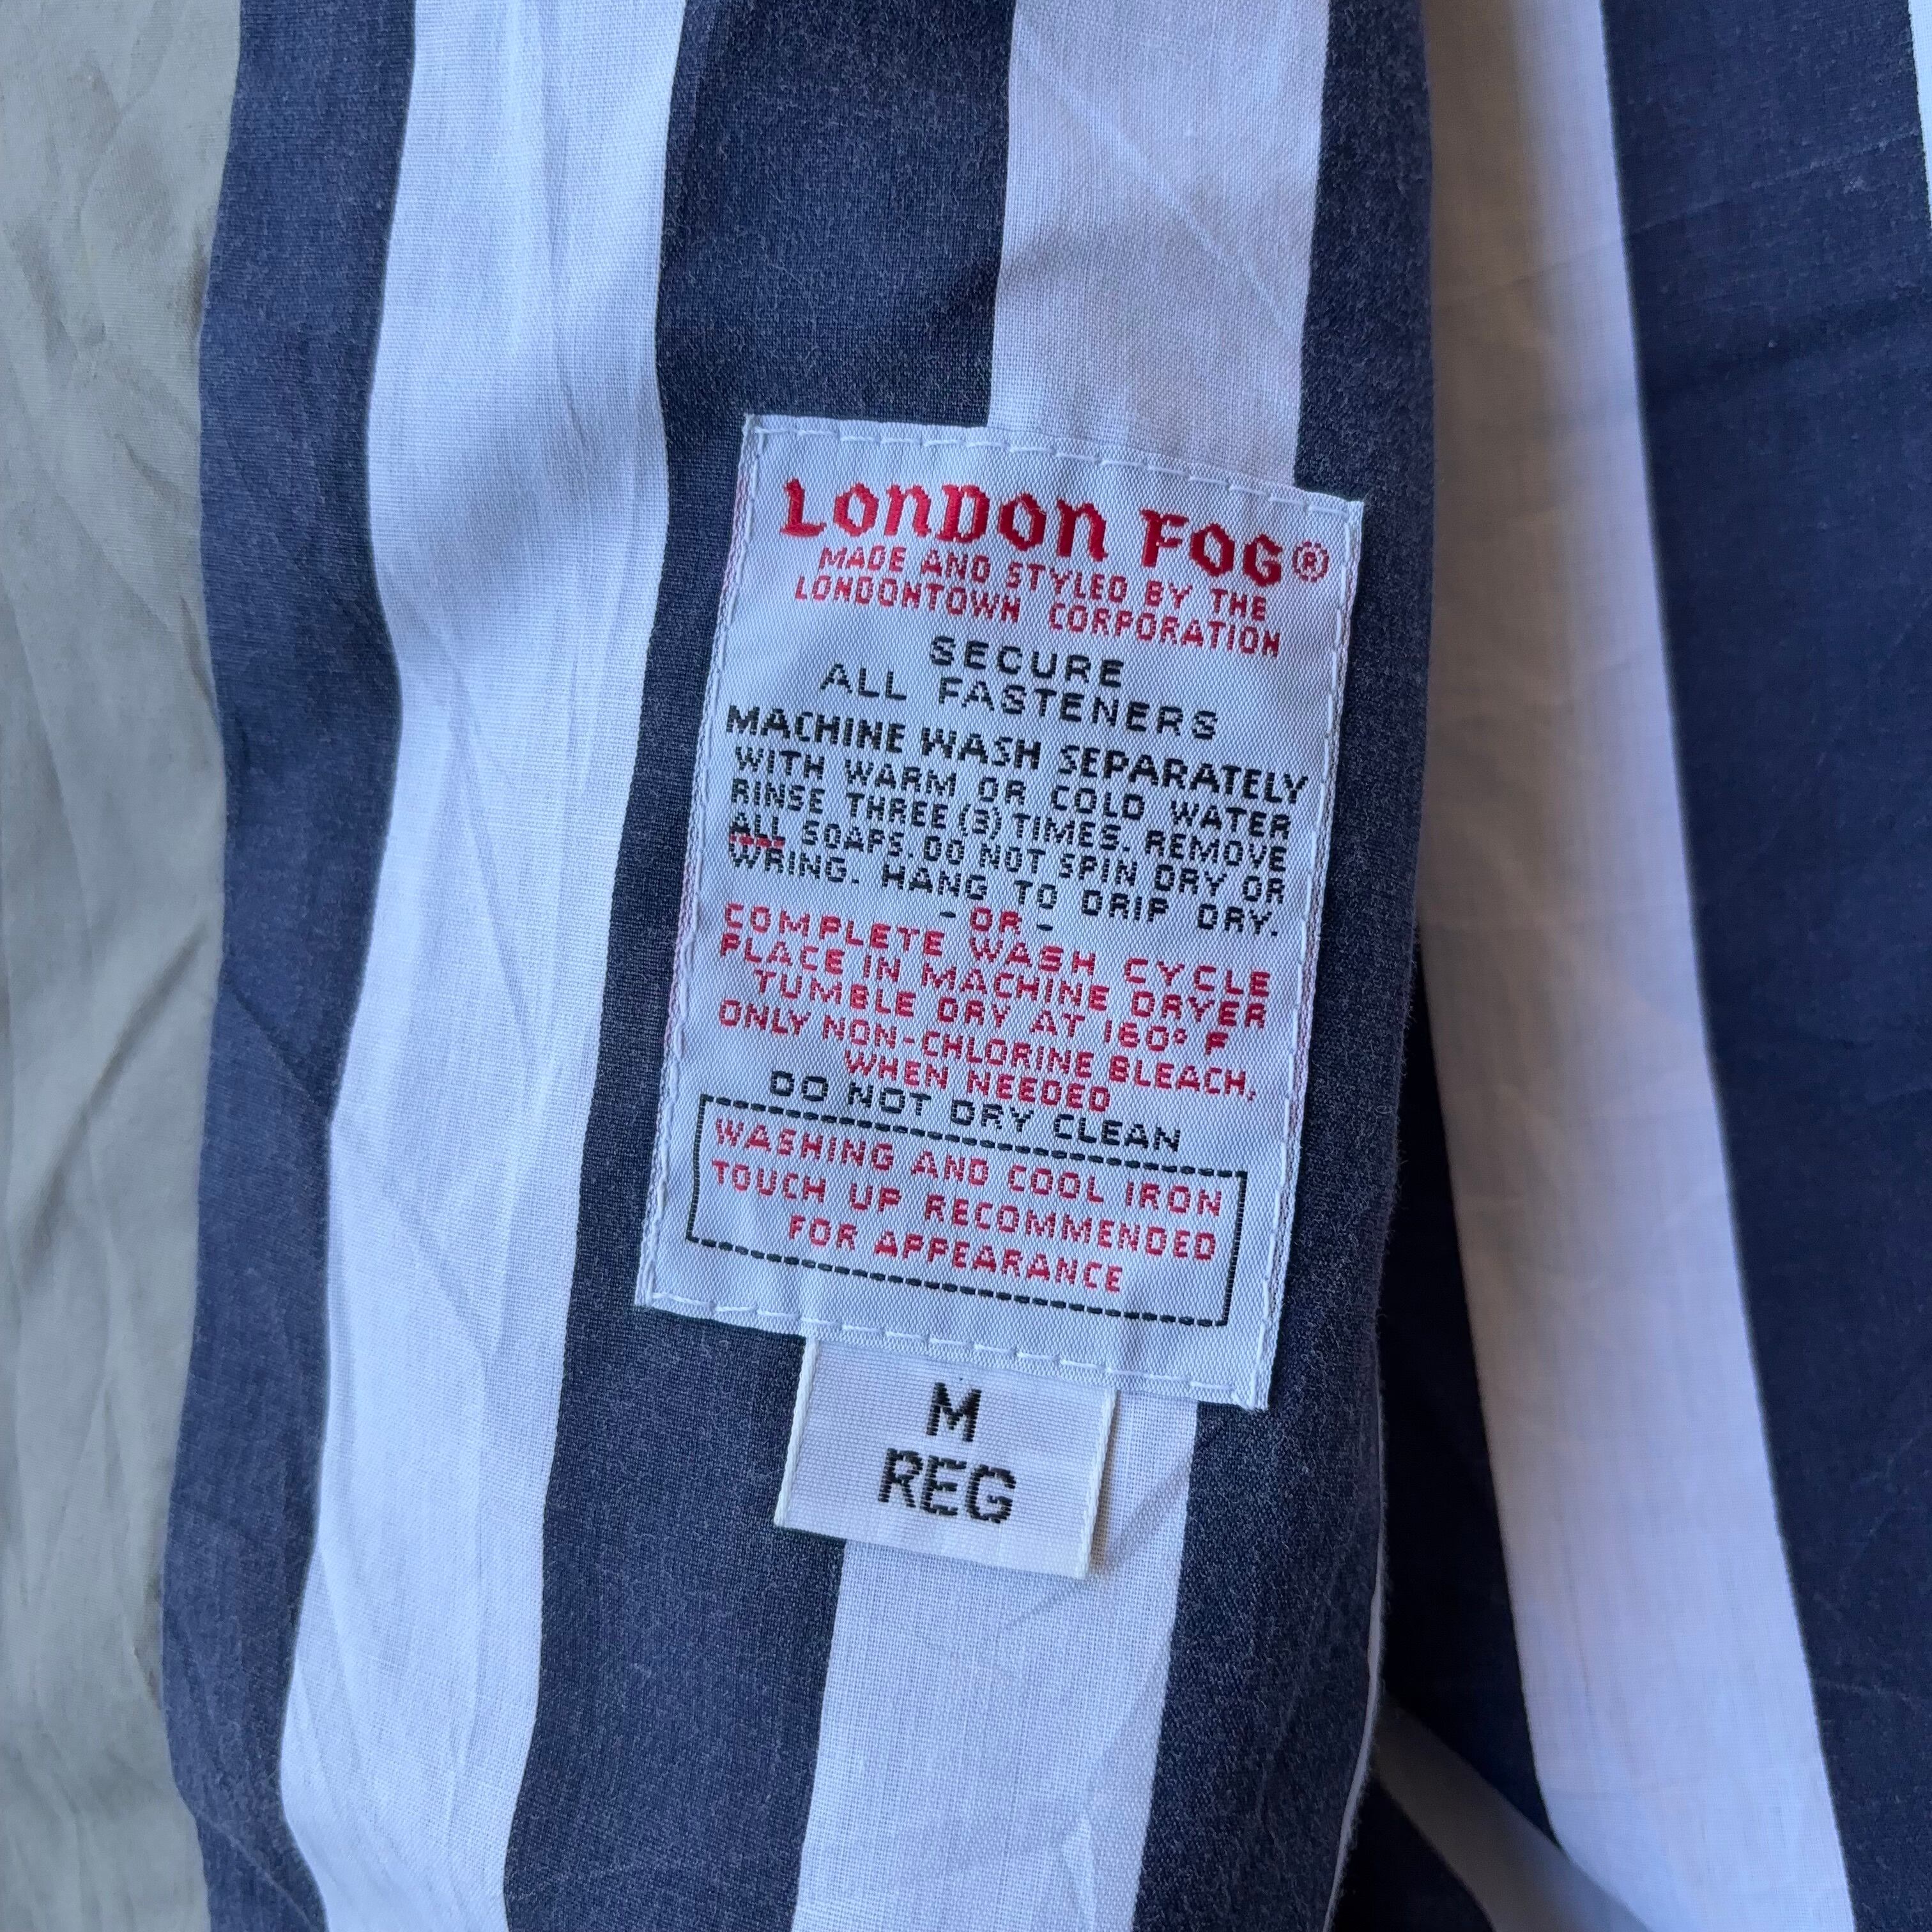 LONDON FOG®
MADE AND STYLED BY THE
LONDONTOWN CORPORATION
SECURE
ALL FASTENERS
MACHINE WASH SEPARATELY
WITH WARM OR COLD WATER
RINSE THREE (3) TIMES. REMOVE
ALL SOAPS. DO NOT SPIN DRY OR
WRING. HANG TO DRIP DRY.
- OR -
COMPLETE WASH CYCLE
PLACE IN MACHINE DRYER
TUMBLE DRY AT 160° F
ONLY NON-CHLORINE BLEACH,
WHEN NEEDED
DO NOT DRY CLEAN
WASHING AND COOL IRON
TOUCH UP RECOMMENDED
FOR APPEARANCE
M
REG